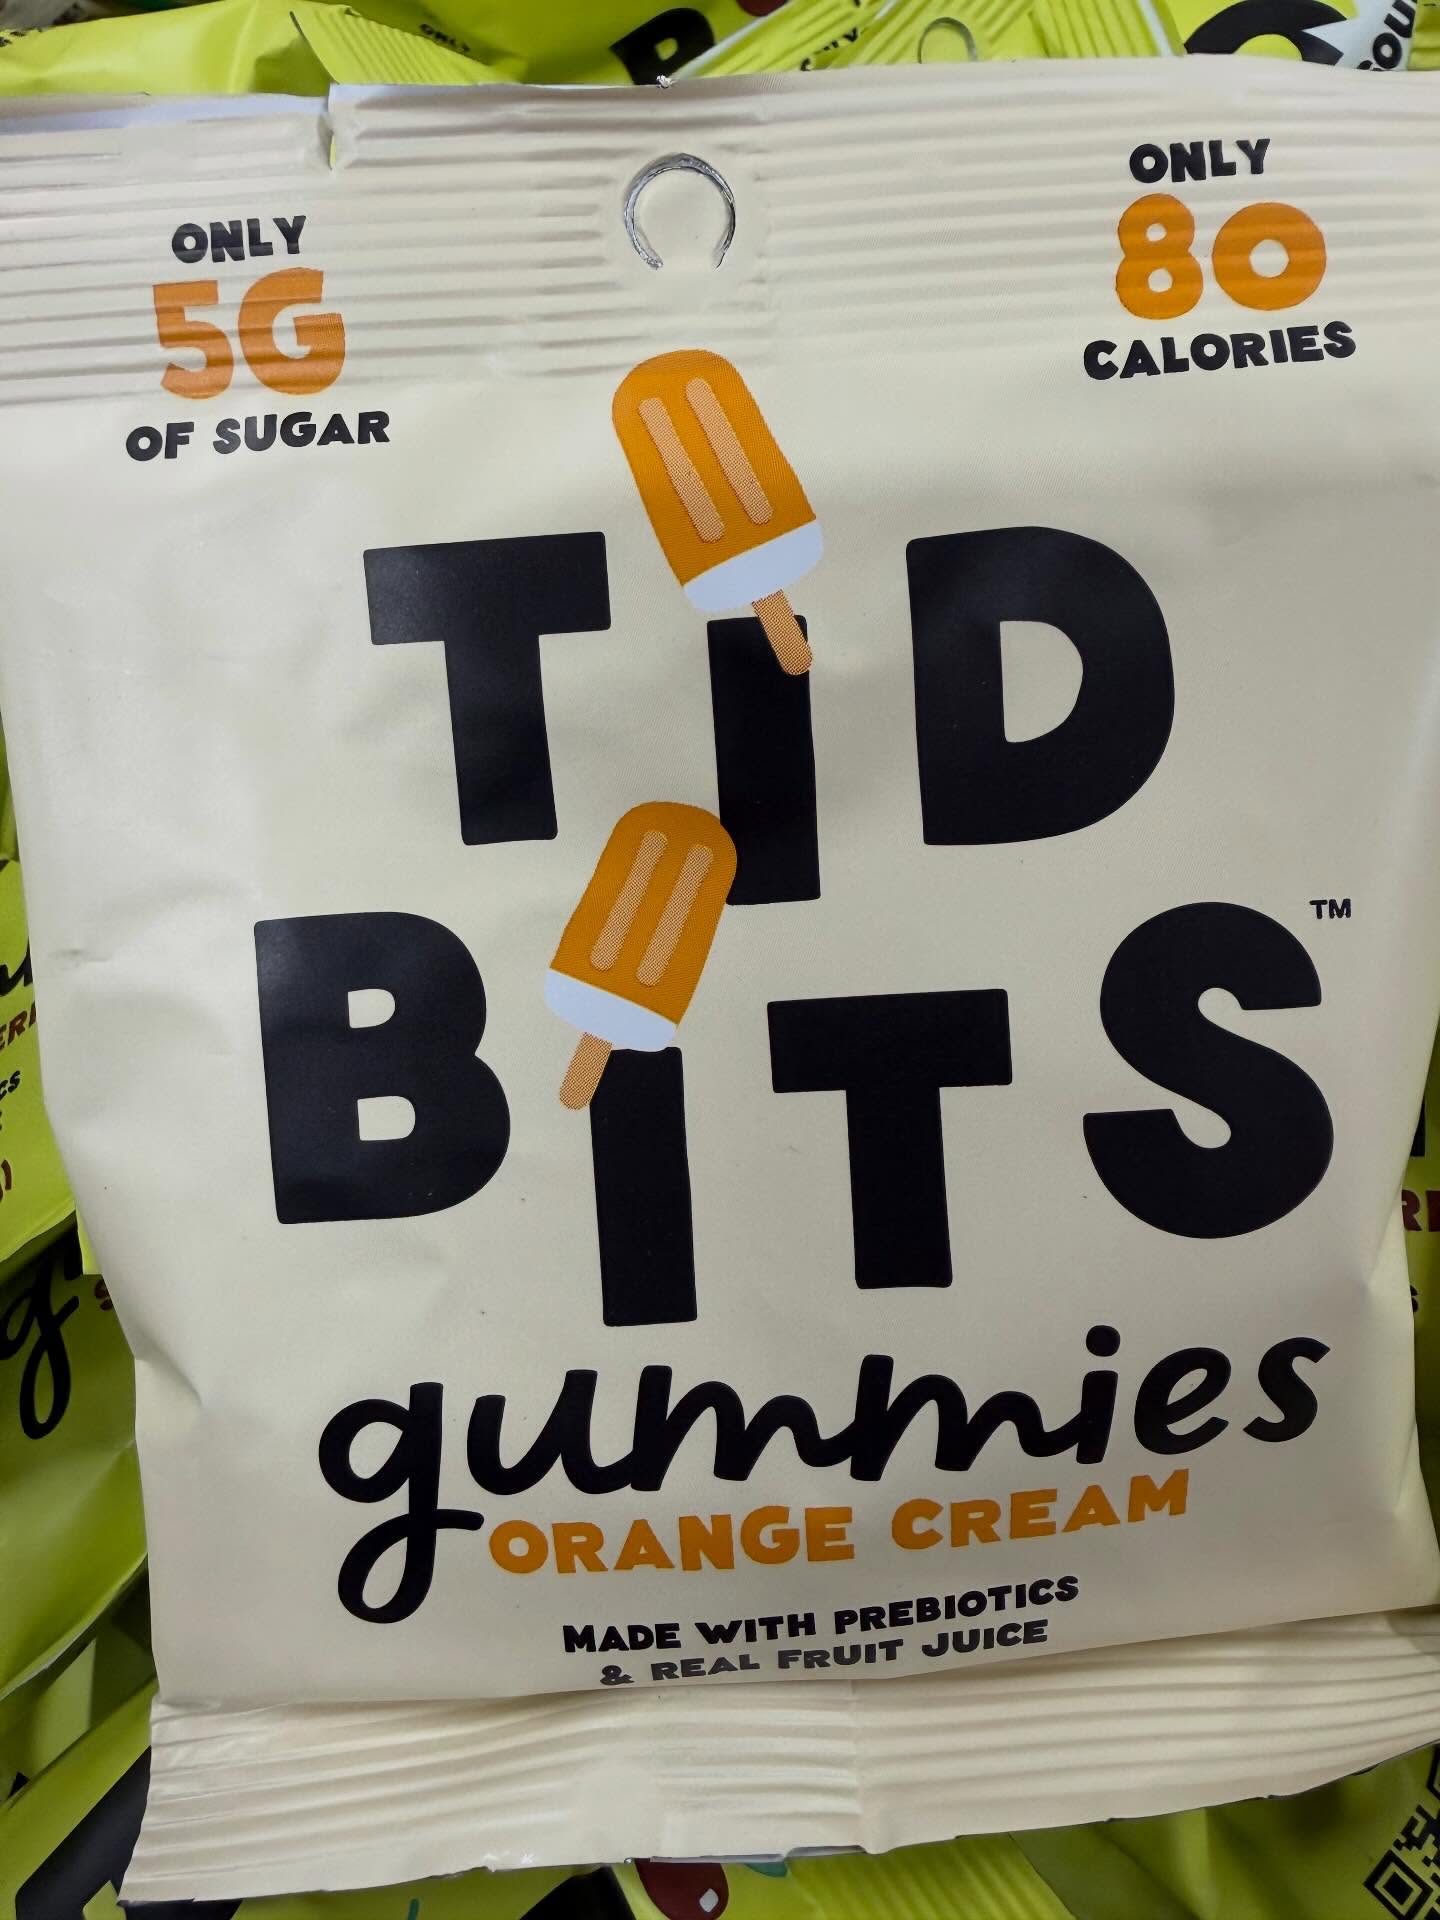 ONLY
5G
OF SUGAR
ONLY
80
CALORIES
TID
BITS™
gummies
ORANGE CREAM
MADE WITH PREBIOTICS
& REAL FRUIT JUICE